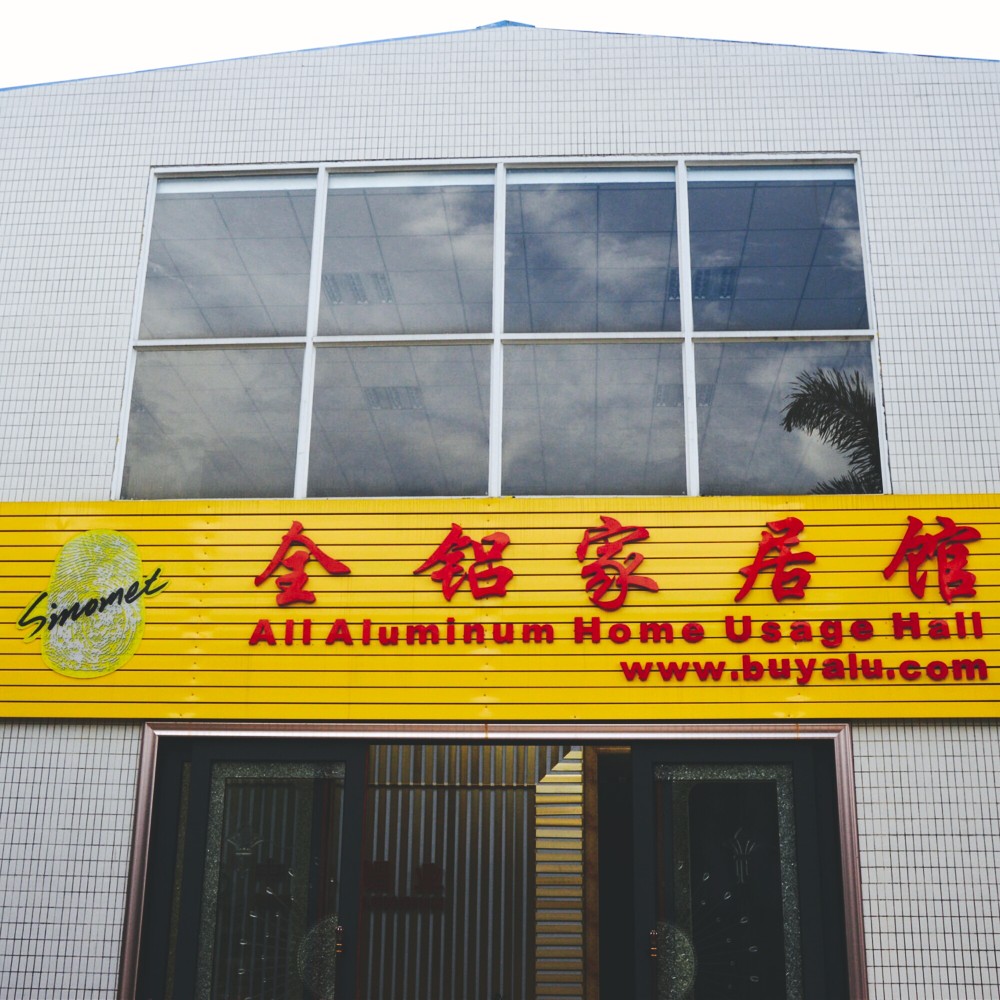 Sinomet
全铝家居馆
All Aluminum Home Usage Hall
www.buyalu.com